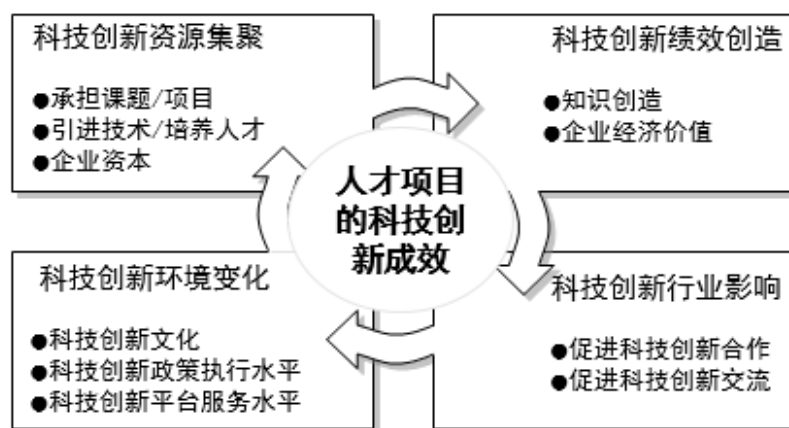 科技创新资源集聚
●承担课题/项目
●引进技术/培养人才
●企业资本
科技创新绩效创造
●知识创造
●企业经济价值
人才项目
的科技创
新成效
科技创新环境变化
●科技创新文化
●科技创新政策执行水平
●科技创新平台服务水平
科技创新行业影响
●促进科技创新合作
●促进科技创新交流